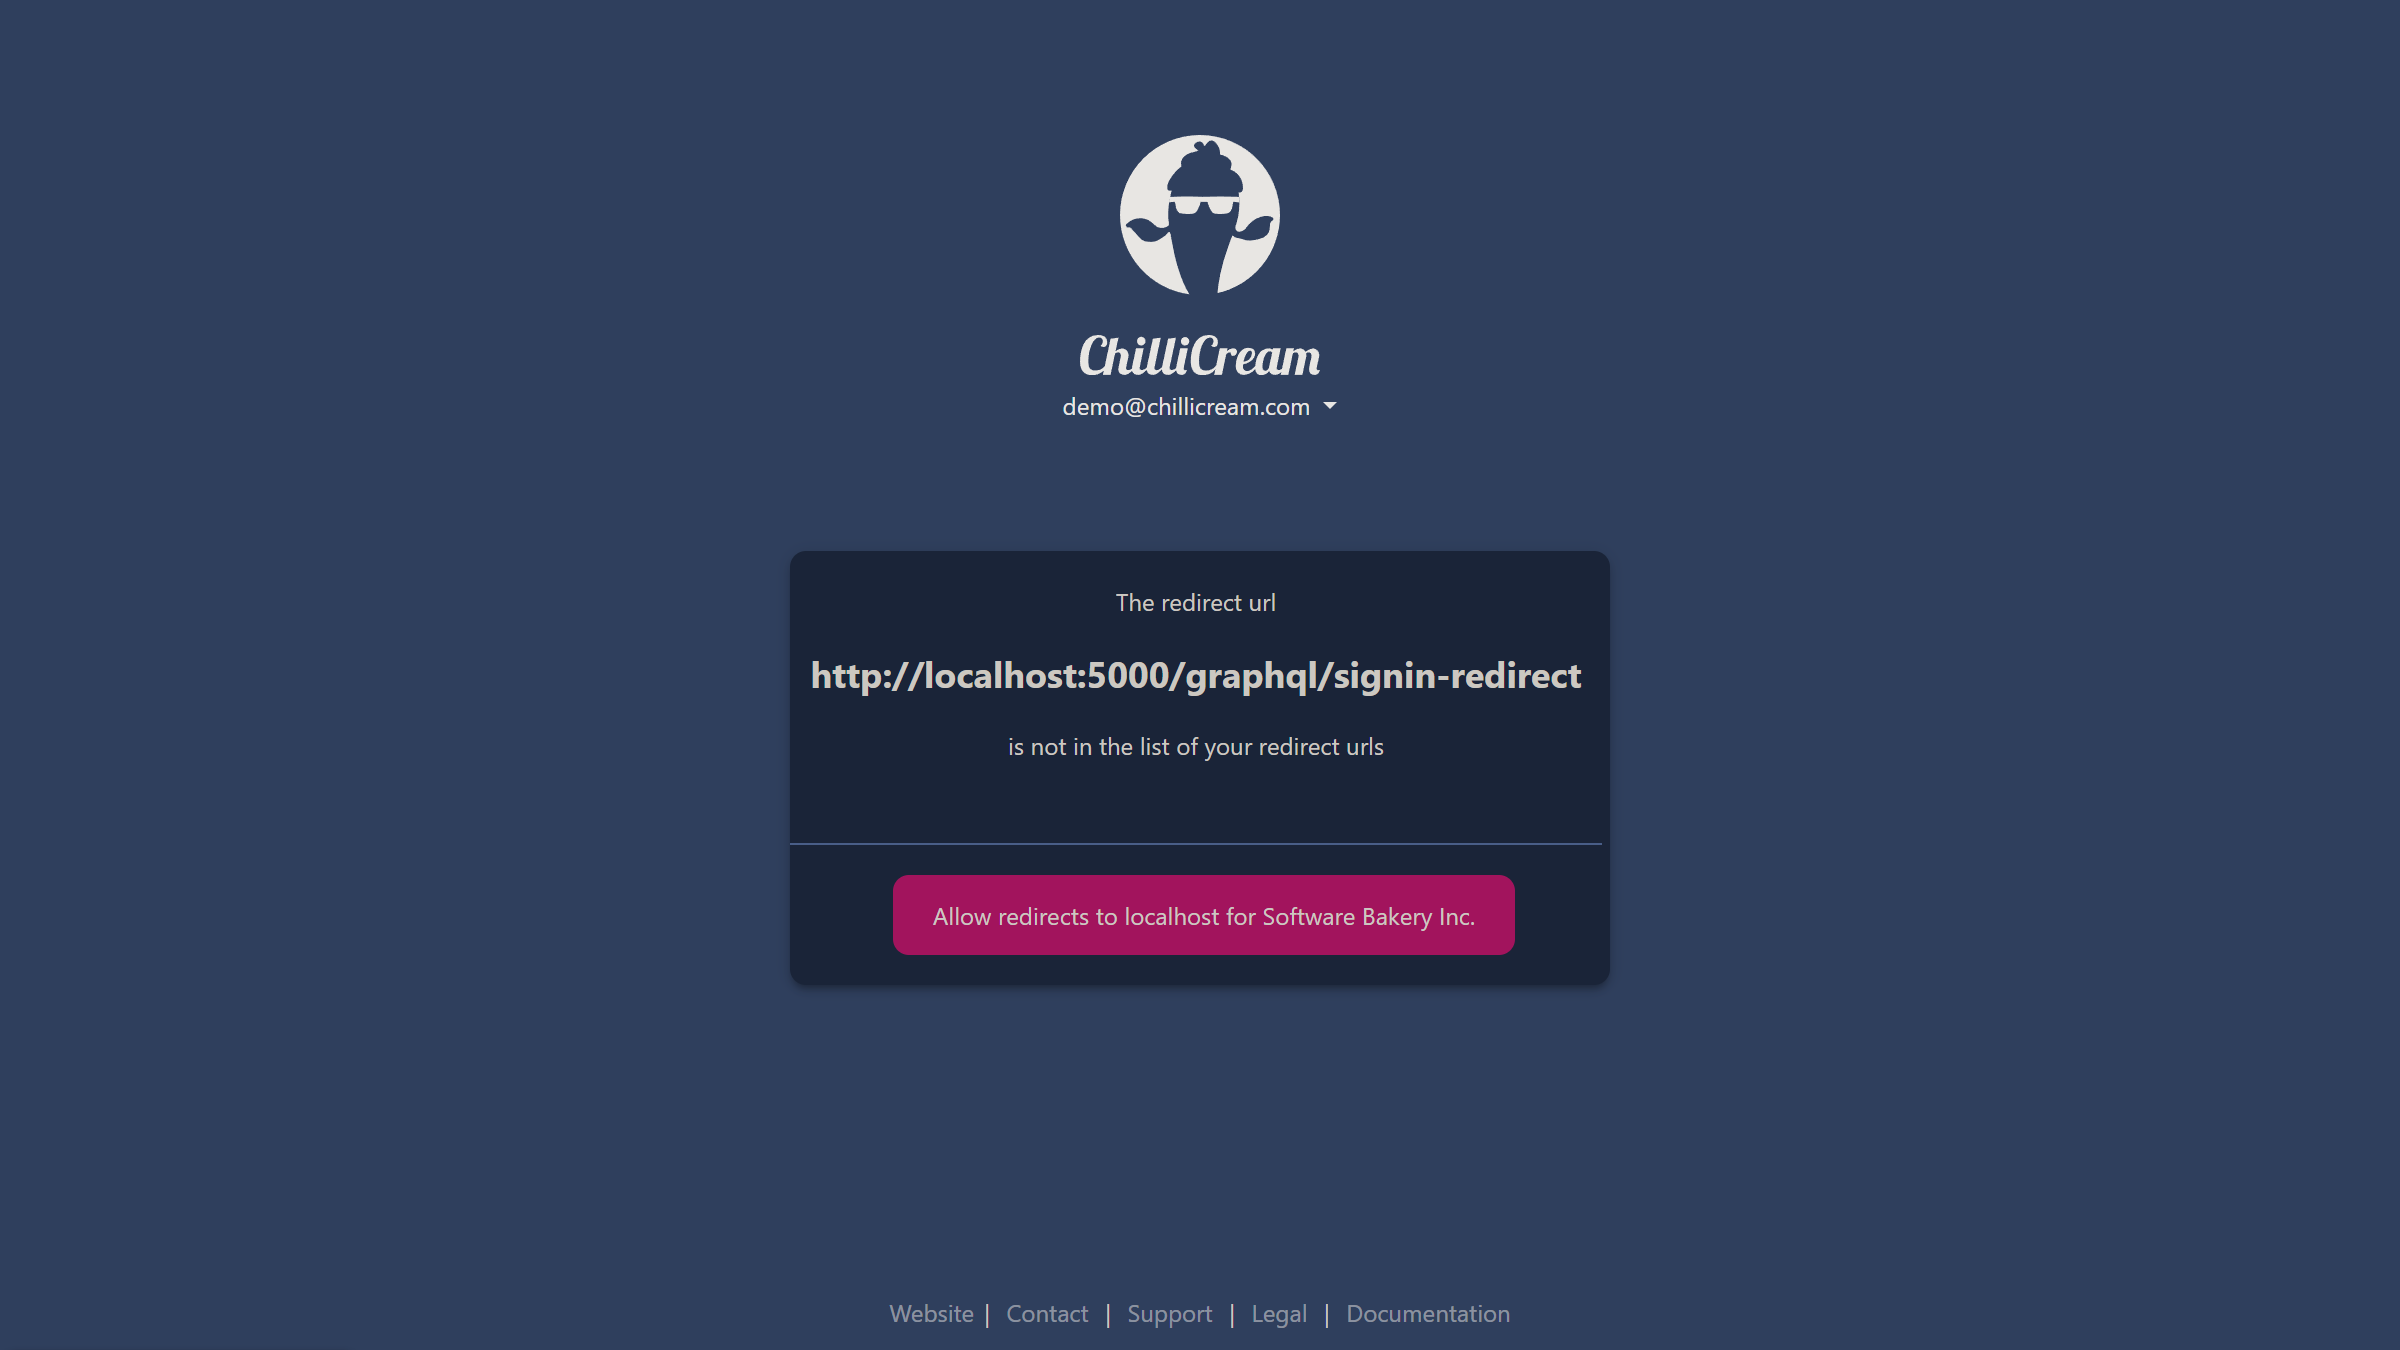 ChilliCream
demo@chillicream.com
The redirect url
http://localhost:5000/graphql/signin-redirect
is not in the list of your redirect urls
Allow redirects to localhost for Software Bakery Inc.
Website | Contact | Support | Legal | Documentation